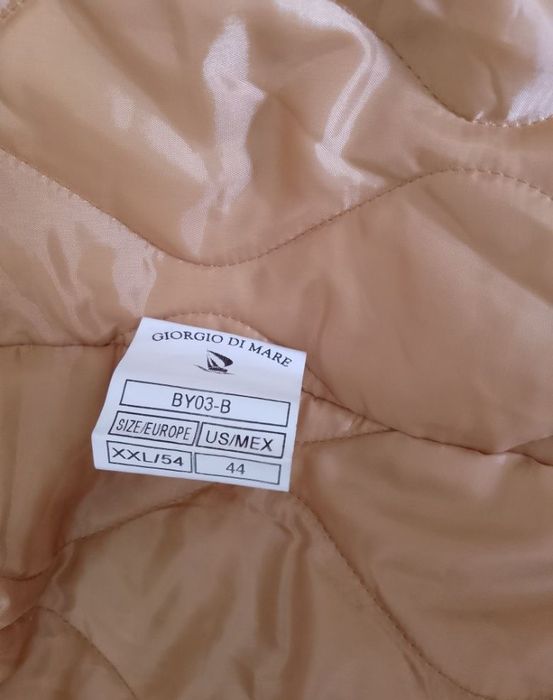 GIORGIO DI MARE
BY03-B
SIZE/EUROPE US/MEX
XXL/54 44